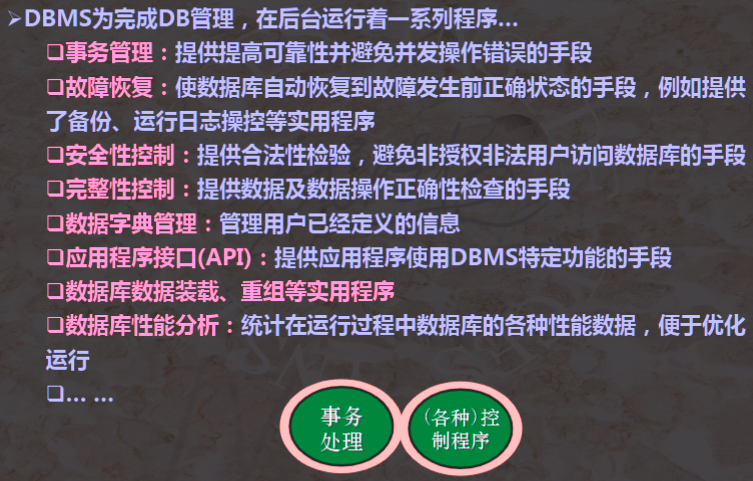 ➢DBMS为完成DB管理，在后台运行着一系列程序...
❑事务管理：提供提高可靠性并避免并发操作错误的手段
❑故障恢复：使数据库自动恢复到故障发生前正确状态的手段，例如提供
了备份、运行日志操控等实用程序
❑安全性控制：提供合法性检验，避免非授权非法用户访问数据库的手段
❑完整性控制：提供数据及数据操作正确性检查的手段
❑数据字典管理：管理用户已经定义的信息
❑应用程序接口(API)：提供应用程序使用DBMS特定功能的手段
❑数据库数据装载、重组等实用程序
❑数据库性能分析：统计在运行过程中数据库的各种性能数据，便于优化
运行
❑... ...
事务
处理
(各种)控
制程序